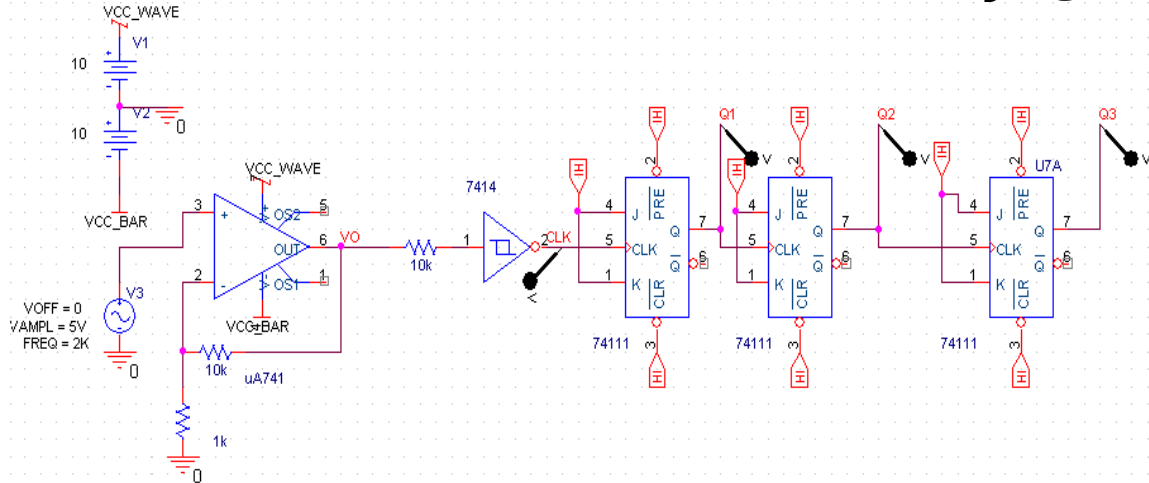 VCC_WAVE
V1
10
V2
0
10
VCC_BAR
VCC_WAVE
3
+
+
OS2
5
VO
OUT
6
2
-
OS1
1
VCC_BAR
V3
VOFF = 0
VAMPL = 5V
FREQ = 2K
0
10k
uA741
1k
0
10k
7414
1
2
CLK
V
H
H
2
4
J
PRE
Q
7
5
CLK
Q
6
1
K
CLR
3
H
74111
Q1
V
H
H
2
4
J
PRE
Q
7
5
CLK
Q
6
1
K
CLR
3
H
74111
Q2
V
H
H
2
U7A
4
J
PRE
Q
7
5
CLK
Q
6
1
K
CLR
3
H
74111
Q3
V